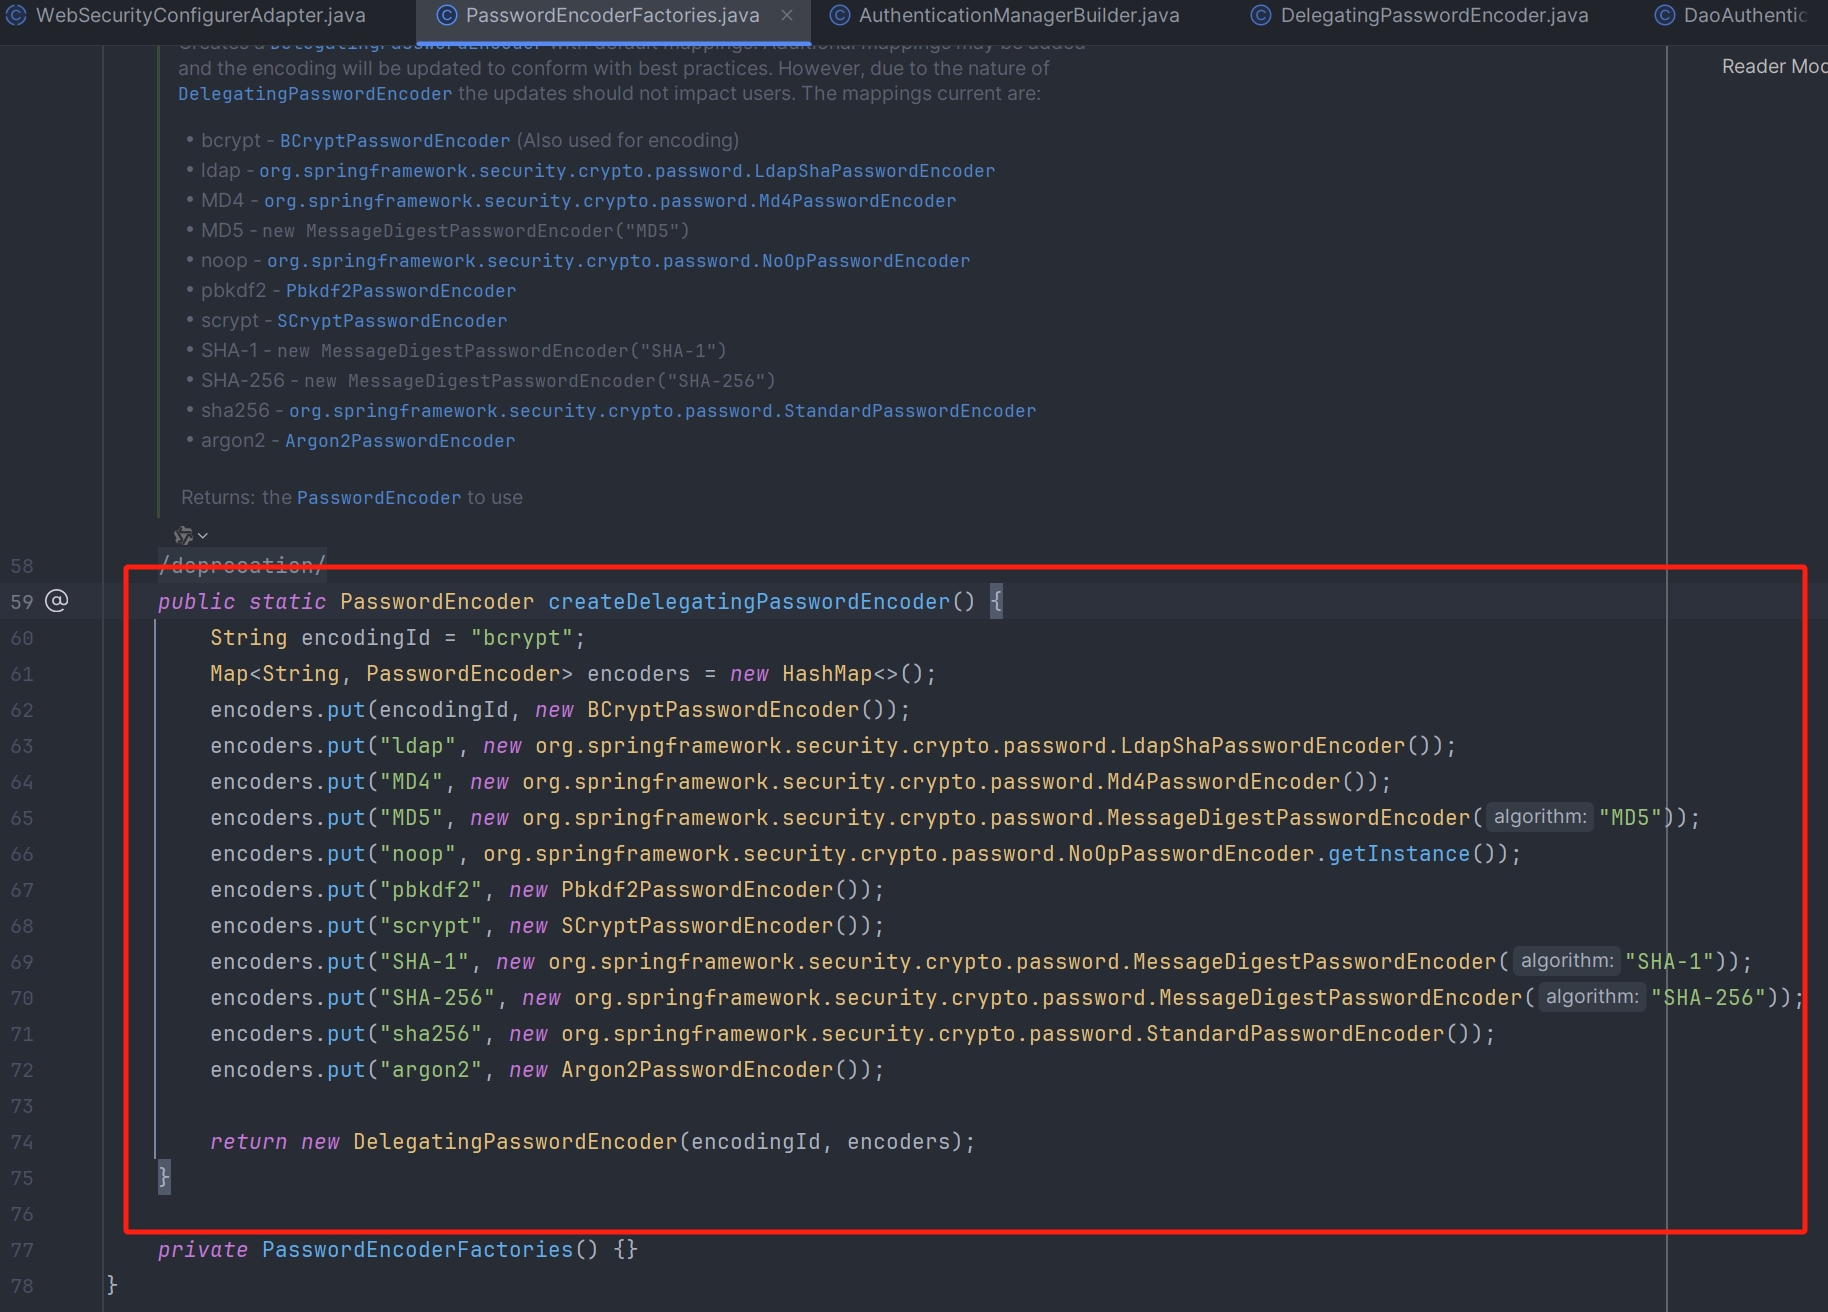 WebSecurityConfigurerAdapter.java PasswordEncoderFactories.java AuthenticationManagerBuilder.java DelegatingPasswordEncoder.java DaoAuthentic
Creates a DelegatingPasswordEncoder with default mappings. Additional mappings may be added
and the encoding will be updated to conform with best practices. However, due to the nature of
Reader Mod
DelegatingPasswordEncoder the updates should not impact users. The mappings current are:
• bcrypt - BCryptPasswordEncoder (Also used for encoding)
• ldap - org.springframework.security.crypto.password.LdapShaPasswordEncoder
• MD4 - org.springframework.security.crypto.password.Md4PasswordEncoder
• MD5 - new MessageDigestPasswordEncoder("MD5")
• noop - org.springframework.security.crypto.password.NoOpPasswordEncoder
• pbkdf2 - Pbkdf2PasswordEncoder
• scrypt - SCryptPasswordEncoder
• SHA-1 - new MessageDigestPasswordEncoder("SHA-1")
• SHA-256 - new MessageDigestPasswordEncoder("SHA-256")
• sha256 - org.springframework.security.crypto.password.StandardPasswordEncoder
• argon2 - Argon2PasswordEncoder
Returns: the PasswordEncoder to use
58 /deprecation/
59 @ public static PasswordEncoder createDelegatingPasswordEncoder() {
60 String encodingId = "bcrypt";
61 Map<String, PasswordEncoder> encoders = new HashMap<>();
62 encoders.put(encodingId, new BCryptPasswordEncoder());
63 encoders.put("ldap", new org.springframework.security.crypto.password.LdapShaPasswordEncoder());
64 encoders.put("MD4", new org.springframework.security.crypto.password.Md4PasswordEncoder());
65 encoders.put("MD5", new org.springframework.security.crypto.password.MessageDigestPasswordEncoder( algorithm: "MD5"));
66 encoders.put("noop", org.springframework.security.crypto.password.NoOpPasswordEncoder.getInstance());
67 encoders.put("pbkdf2", new Pbkdf2PasswordEncoder());
68 encoders.put("scrypt", new SCryptPasswordEncoder());
69 encoders.put("SHA-1", new org.springframework.security.crypto.password.MessageDigestPasswordEncoder( algorithm: "SHA-1"));
70 encoders.put("SHA-256", new org.springframework.security.crypto.password.MessageDigestPasswordEncoder( algorithm: "SHA-256"));
71 encoders.put("sha256", new org.springframework.security.crypto.password.StandardPasswordEncoder());
72 encoders.put("argon2", new Argon2PasswordEncoder());
73
74 return new DelegatingPasswordEncoder(encodingId, encoders);
75 }
76
77 private PasswordEncoderFactories() {}
78 }